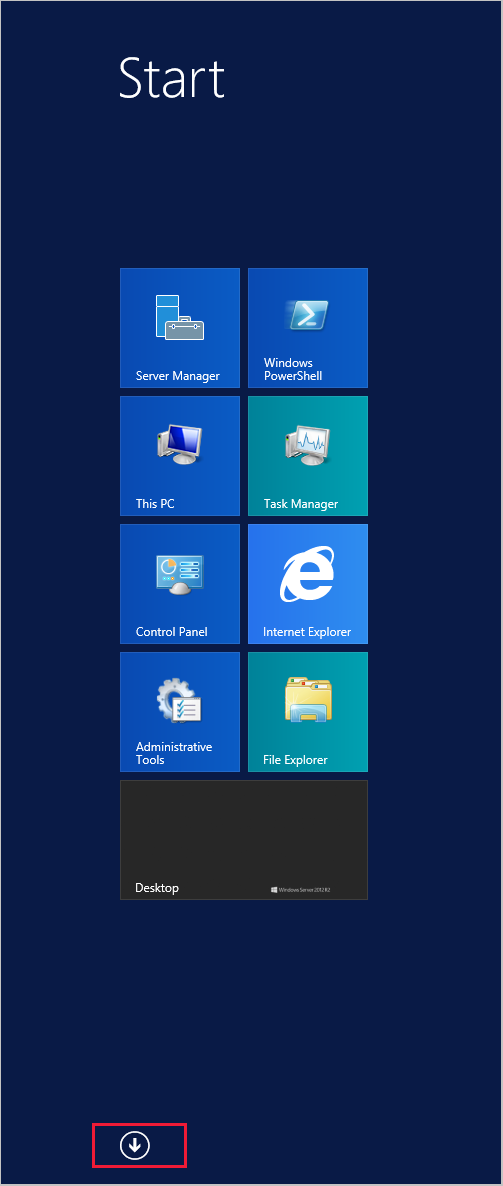 Start
Server Manager
Windows
PowerShell
This PC
Task Manager
Control Panel
Internet Explorer
Administrative
Tools
File Explorer
Desktop
Windows Server 2012 R2